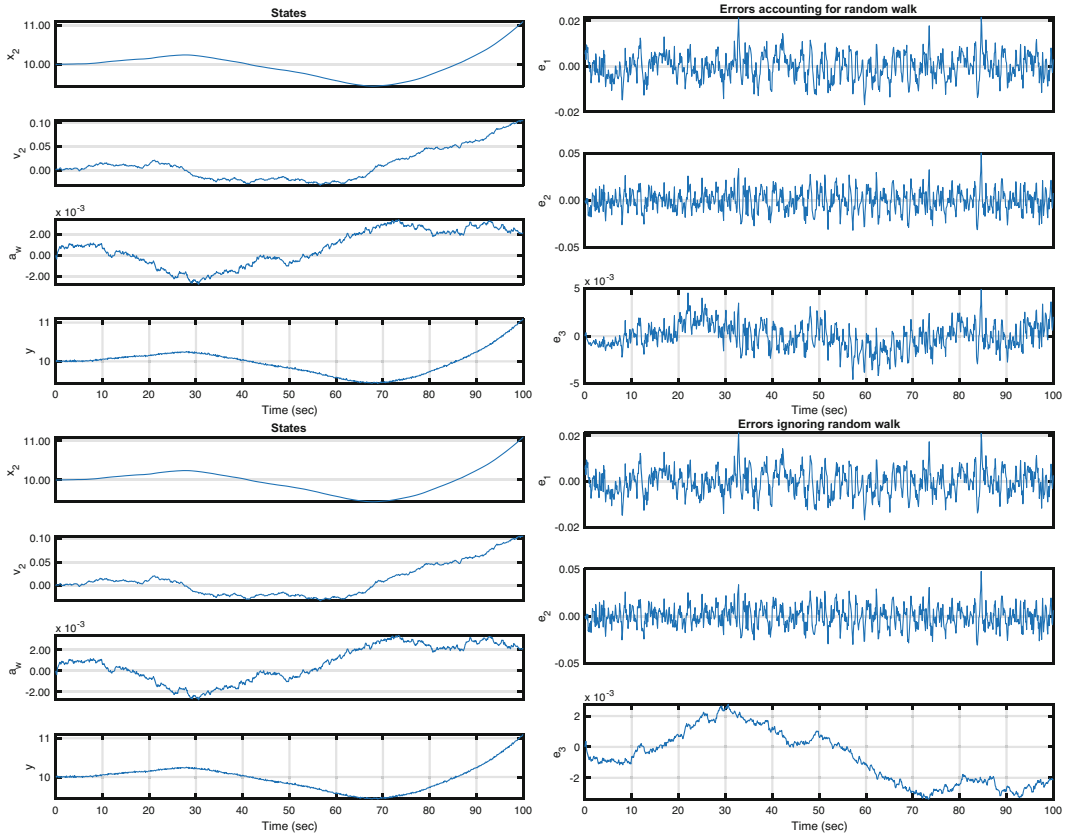 States
11.00
10.00
x2
0.10
0.05
0.00
v2
x 10-3
2.00
0.00
-2.00
aw
11
10
y
0 10 20 30 40 50 60 70 80 90 100
Time (sec)
Errors accounting for random walk
0.02
0.00
-0.02
e1
0.05
0.00
-0.05
e2
x 10-3
5
0
-5
e3
0 10 20 30 40 50 60 70 80 90 100
Time (sec)
States
11.00
10.00
x2
0.10
0.05
0.00
v2
x 10-3
2.00
0.00
-2.00
aw
11
10
y
0 10 20 30 40 50 60 70 80 90 100
Time (sec)
Errors ignoring random walk
0.02
0.00
-0.02
e1
0.05
0.00
-0.05
e2
x 10-3
2
0
-2
e3
0 10 20 30 40 50 60 70 80 90 100
Time (sec)